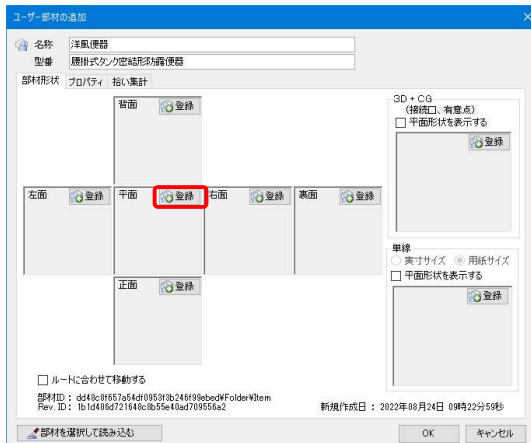 ユーザー部材の追加
名称 洋風便器
型番 腰掛式タンク密結形防露便器
部材形状 プロパティ 拾い集計
背面 登録
3D + CG
(接続口、有意点)
平面形状を表示する
登録
左面 登録 平面 登録 右面 登録 裏面 登録
単線
実寸サイズ 用紙サイズ
平面形状を表示する
登録
正面 登録
ルートに合わせて移動する
部材ID : dd48c8f657a54df0953f3b246f99ebed¥Folder¥Item
Rev. ID : 1b1d406d721648c8b55e40ad709556a2
新規作成日 : 2022年08月24日 09時22分59秒
部材を選択して読み込む OK キャンセル